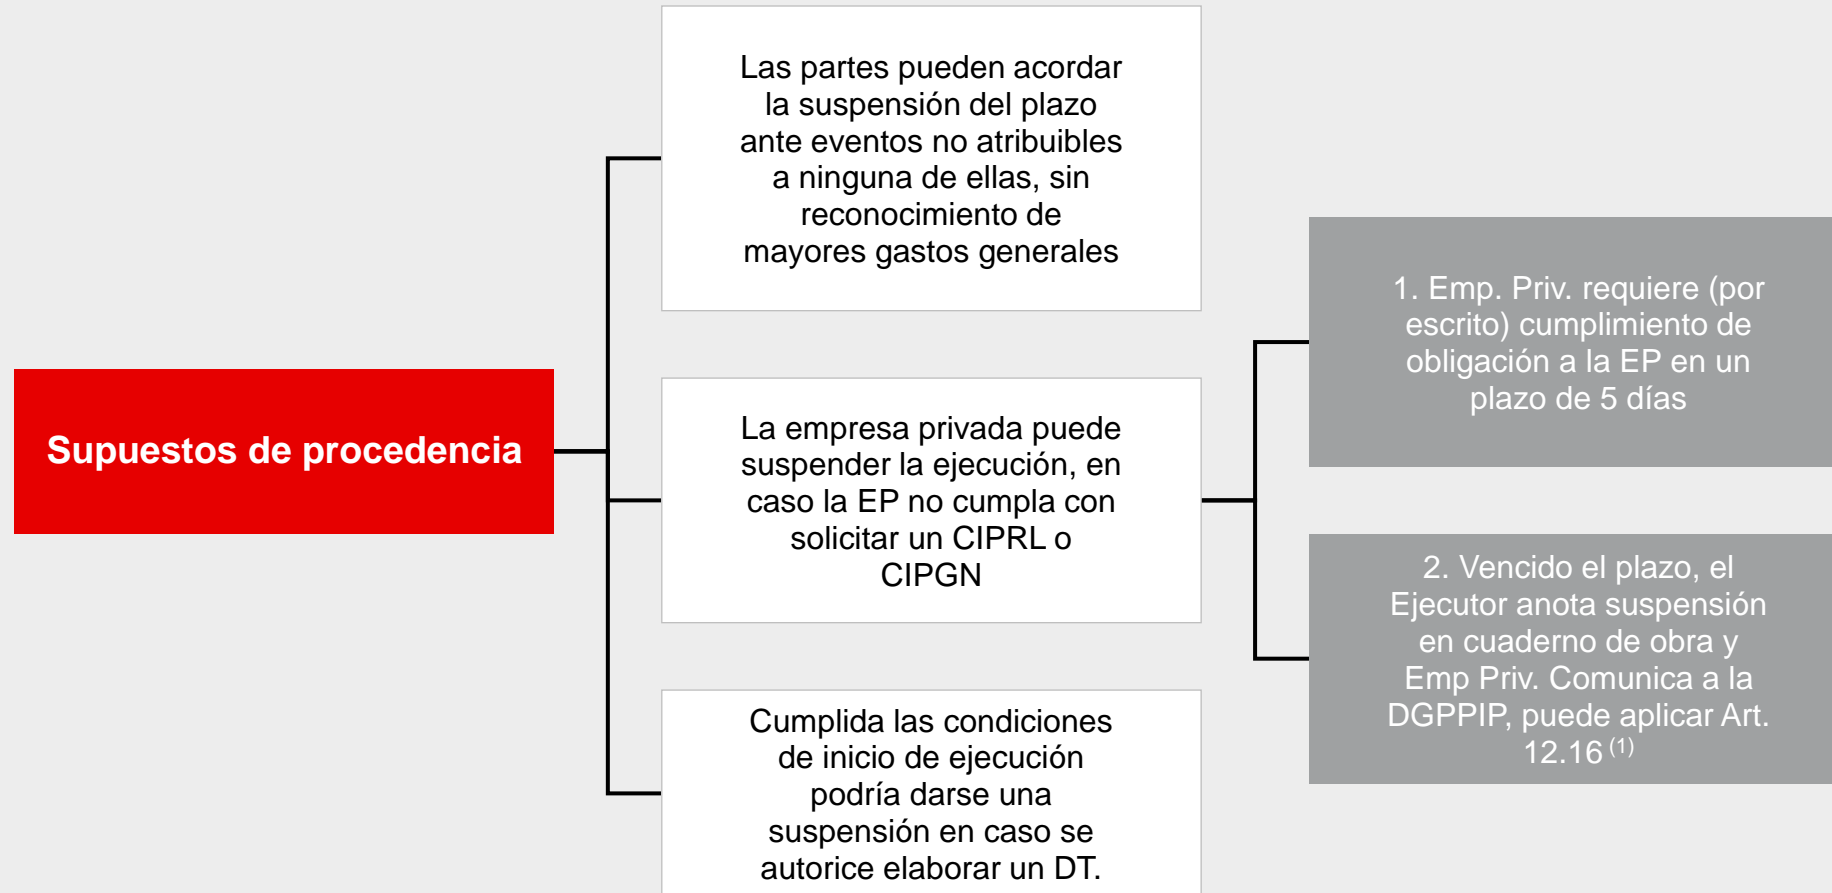 Supuestos de procedencia
Las partes pueden acordar
la suspensión del plazo
ante eventos no atribuibles
a ninguna de ellas, sin
reconocimiento de
mayores gastos generales
La empresa privada puede
suspender la ejecución, en
caso la EP no cumpla con
solicitar un CIPRL o
CIPGN
1. Emp. Priv. requiere (por
escrito) cumplimiento de
obligación a la EP en un
plazo de 5 días
2. Vencido el plazo, el
Ejecutor anota suspensión
en cuaderno de obra y
Emp Priv. Comunica a la
DGPPIP, puede aplicar Art.
12.16 (1)
Cumplida las condiciones
de inicio de ejecución
podría darse una
suspensión en caso se
autorice elaborar un DT.